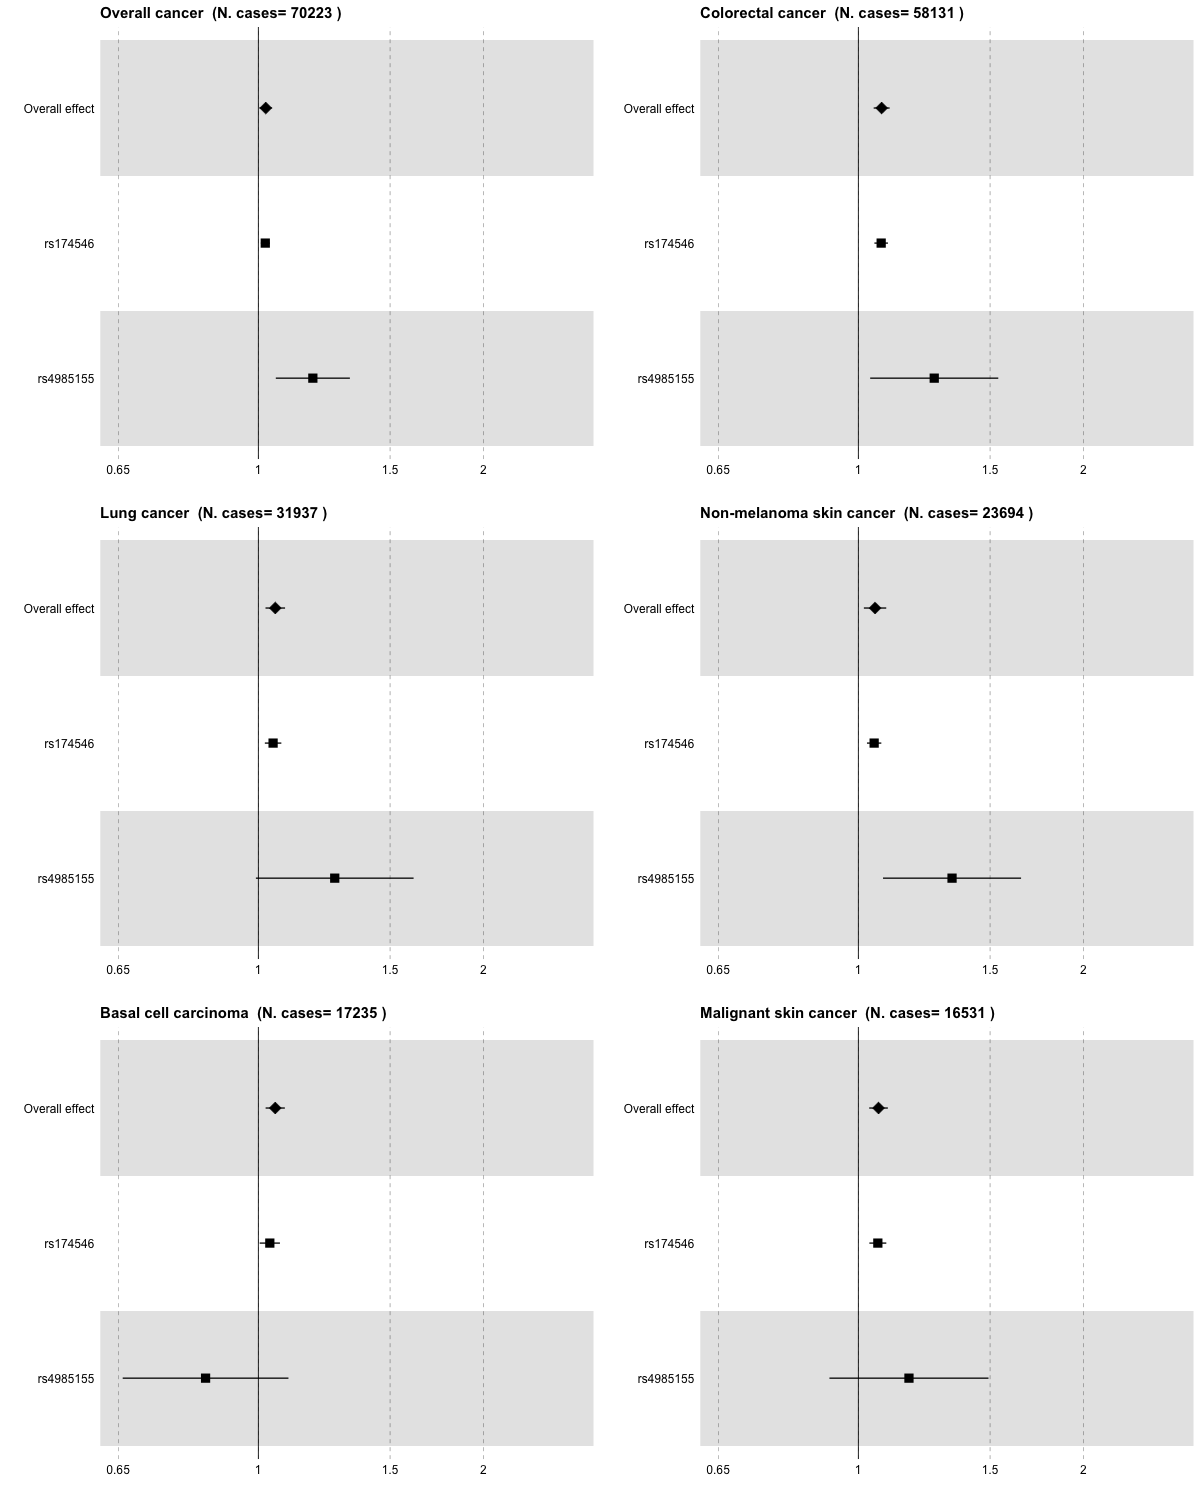 Overall cancer (N. cases= 70223 )
Overall effect
rs174546
rs4985155
0.65 1 1.5 2
Colorectal cancer (N. cases= 58131 )
Overall effect
rs174546
rs4985155
0.65 1 1.5 2
Lung cancer (N. cases= 31937 )
Overall effect
rs174546
rs4985155
0.65 1 1.5 2
Non-melanoma skin cancer (N. cases= 23694 )
Overall effect
rs174546
rs4985155
0.65 1 1.5 2
Basal cell carcinoma (N. cases= 17235 )
Overall effect
rs174546
rs4985155
0.65 1 1.5 2
Malignant skin cancer (N. cases= 16531 )
Overall effect
rs174546
rs4985155
0.65 1 1.5 2